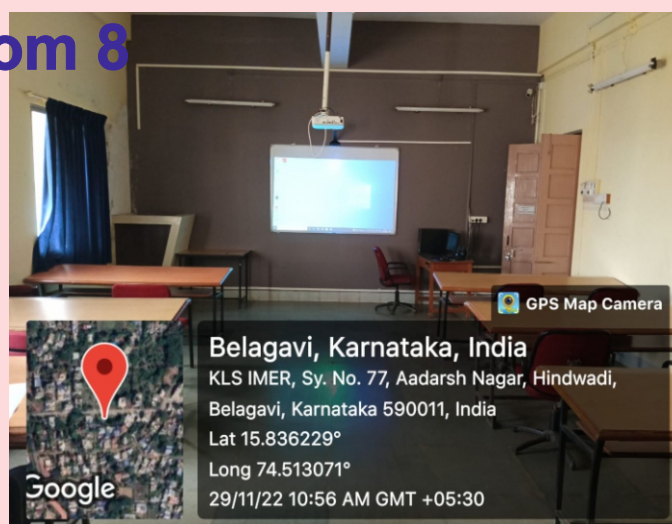 om 8
GPS Map Camera
Belagavi, Karnataka, India
KLS IMER, Sy. No. 77, Aadarsh Nagar, Hindwadi,
Belagavi, Karnataka 590011, India
Lat 15.836229°
Long 74.513071°
29/11/22 10:56 AM GMT +05:30
Google